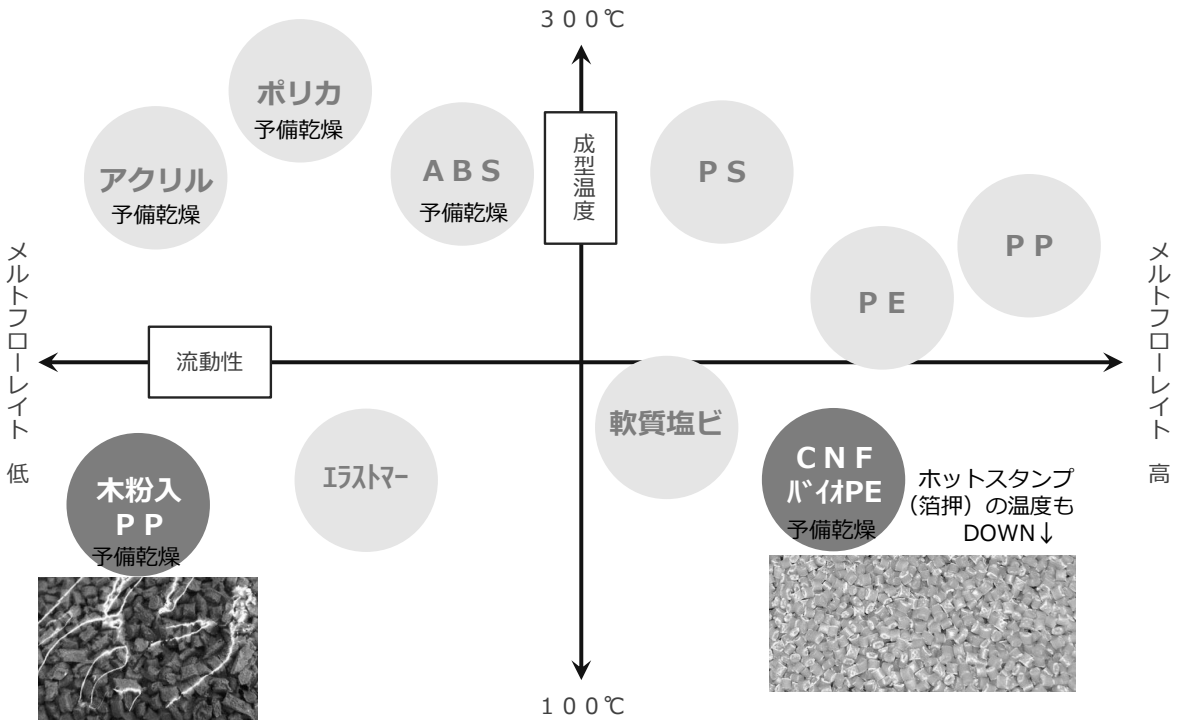 ３００℃
ポリカ
予備乾燥
アクリル
予備乾燥
ＡＢＳ
予備乾燥
成型温度
ＰＳ
ＰＰ
ＰＥ
メルトフローレイト　低
流動性
メルトフローレイト　高
軟質塩ビ
エラストマー
木粉入
ＰＰ
予備乾燥
ＣＮＦ
ﾊﾞｲｵPE
予備乾燥
ホットスタンプ
（箔押）の温度も
DOWN↓
１００℃